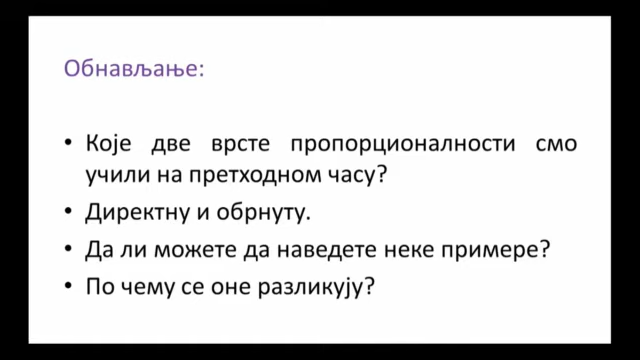 Обнављање:
• Које две врсте пропорционалности смо
учили на претходном часу?
• Директну и обрнуту.
• Да ли можете да наведете неке примере?
• По чему се оне разликују?